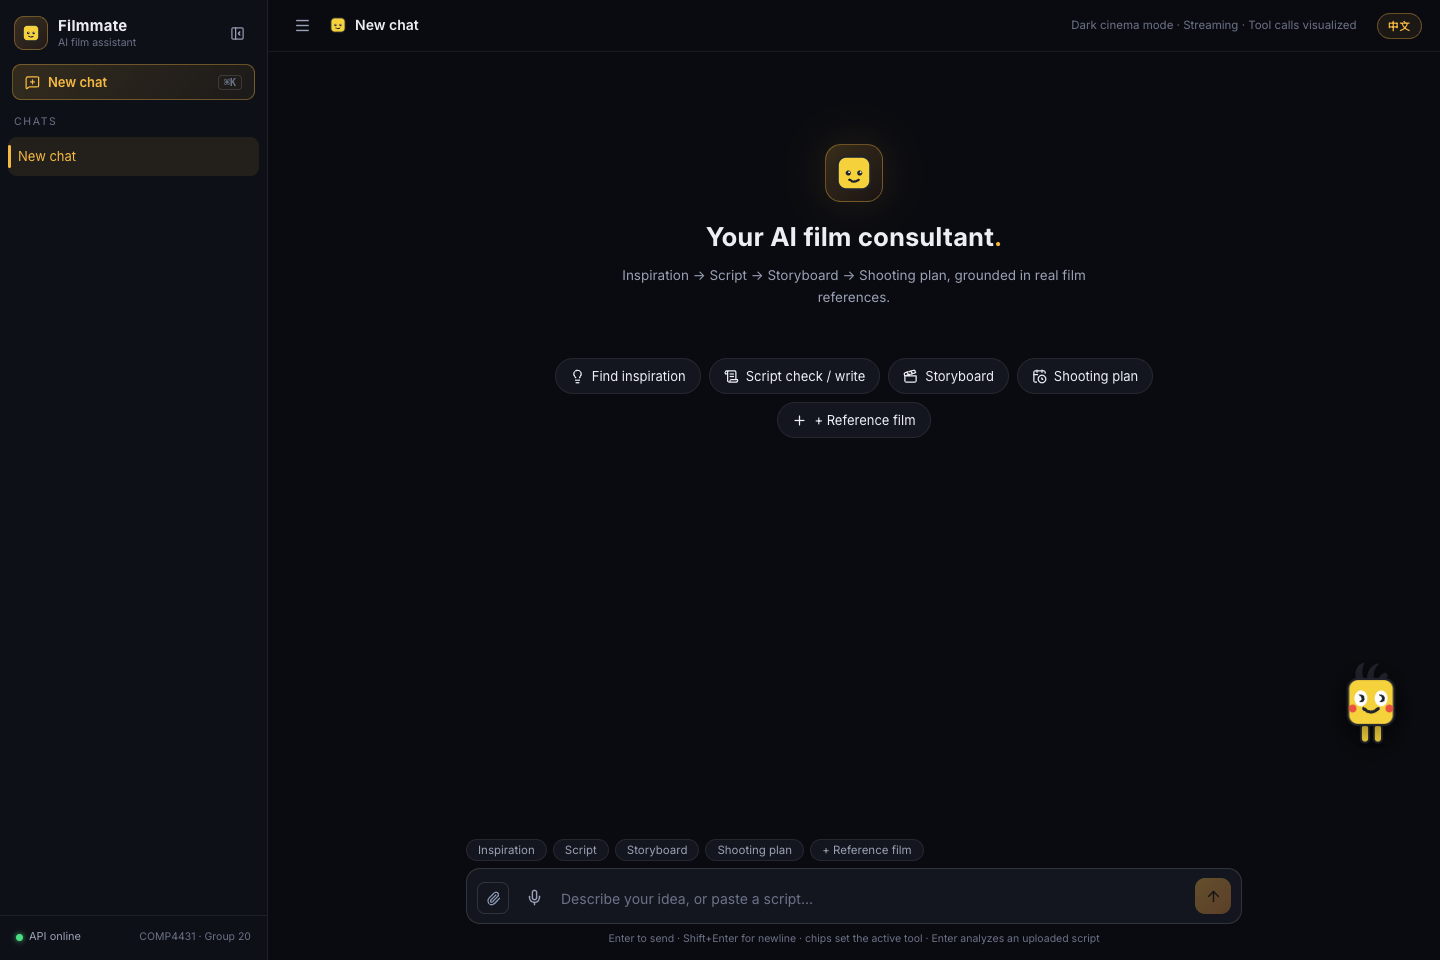 Filmmate
AI film assistant
New chat ⌘K
CHATS
New chat
API online
COMP4431 · Group 20
New chat
Dark cinema mode · Streaming · Tool calls visualized
中文
Your AI film consultant.
Inspiration → Script → Storyboard → Shooting plan, grounded in real film
references.
Find inspiration
Script check / write
Storyboard
Shooting plan
+ Reference film
Inspiration
Script
Storyboard
Shooting plan
+ Reference film
Describe your idea, or paste a script...
Enter to send · Shift+Enter for newline · chips set the active tool · Enter analyzes an uploaded script